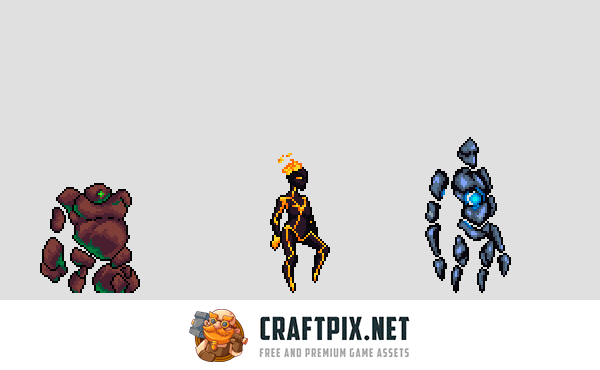 CRAFTPIX.NET
FREE AND PREMIUM GAME ASSETS